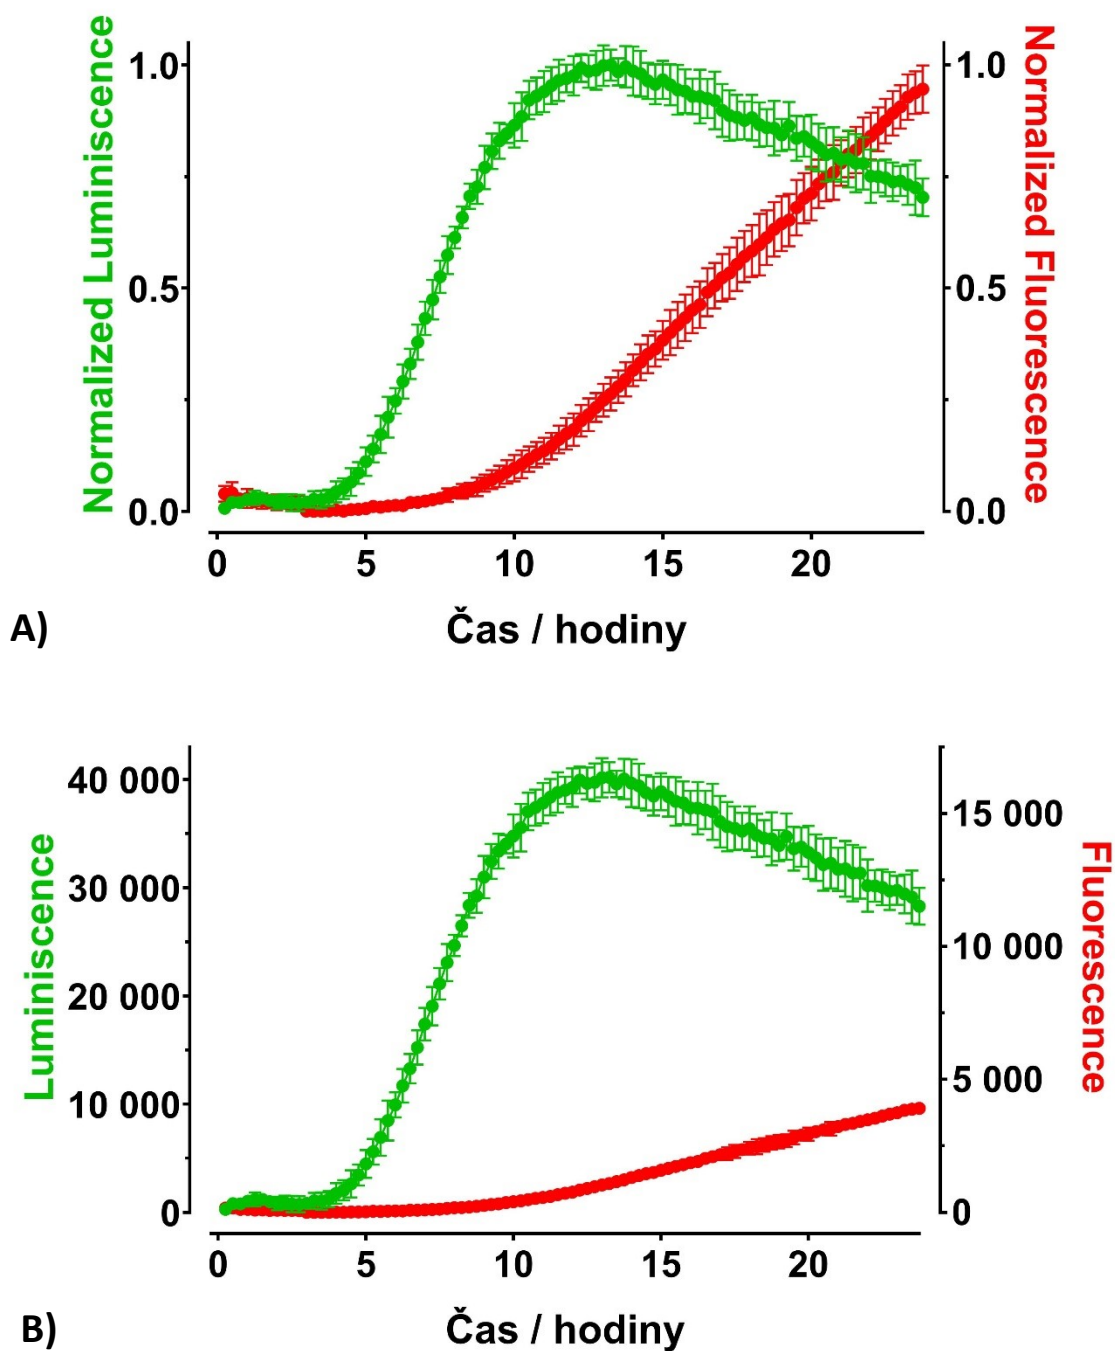 Normalized Luminiscence
1.0
0.5
0.0
1.0
0.5
0.0
Normalized Fluorescence
0 5 10 15 20
Čas / hodiny
A)
Luminiscence
40 000
30 000
20 000
10 000
0
15 000
10 000
5 000
0
Fluorescence
0 5 10 15 20
Čas / hodiny
B)